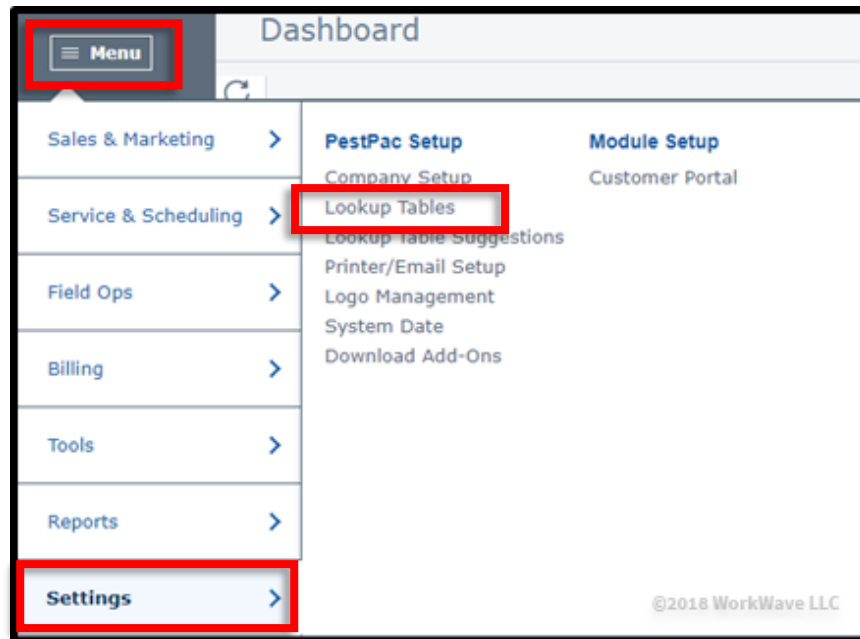 Dashboard
≡ Menu
Sales & Marketing
Service & Scheduling
Field Ops
Billing
Tools
Reports
Settings
PestPac Setup
Company Setup
Lookup Tables
Lookup Table Suggestions
Printer/Email Setup
Logo Management
System Date
Download Add-Ons
Module Setup
Customer Portal
©2018 WorkWave LLC